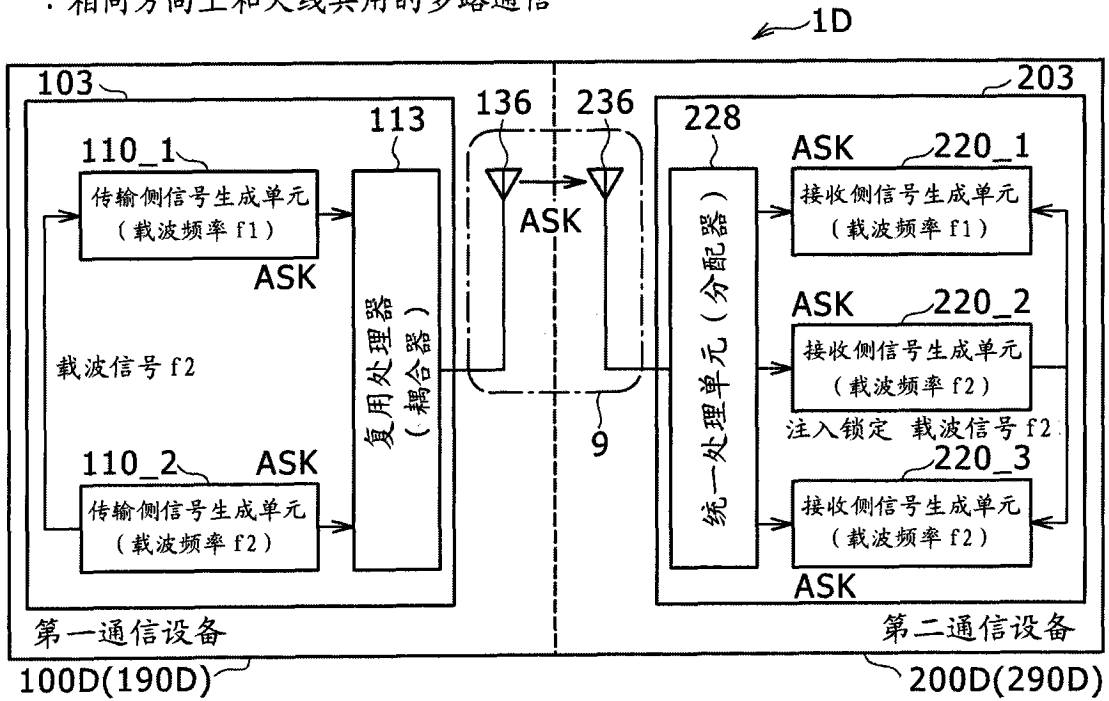 ：相同方向上和天线共用的多路通信
1D
103
203
136
236
113
228
110_1
ASK
220_1
传输侧信号生成单元
（载波频率 f1）
ASK
复用处理器
（耦合器）
ASK
统一处理单元（分配器）
接收侧信号生成单元
（载波频率 f1）
ASK
220_2
载波信号 f2
接收侧信号生成单元
（载波频率 f2）
9
注入锁定 载波信号 f2
110_2
ASK
220_3
传输侧信号生成单元
（载波频率 f2）
接收侧信号生成单元
（载波频率 f2）
ASK
第一通信设备
第二通信设备
100D(190D)
200D(290D)